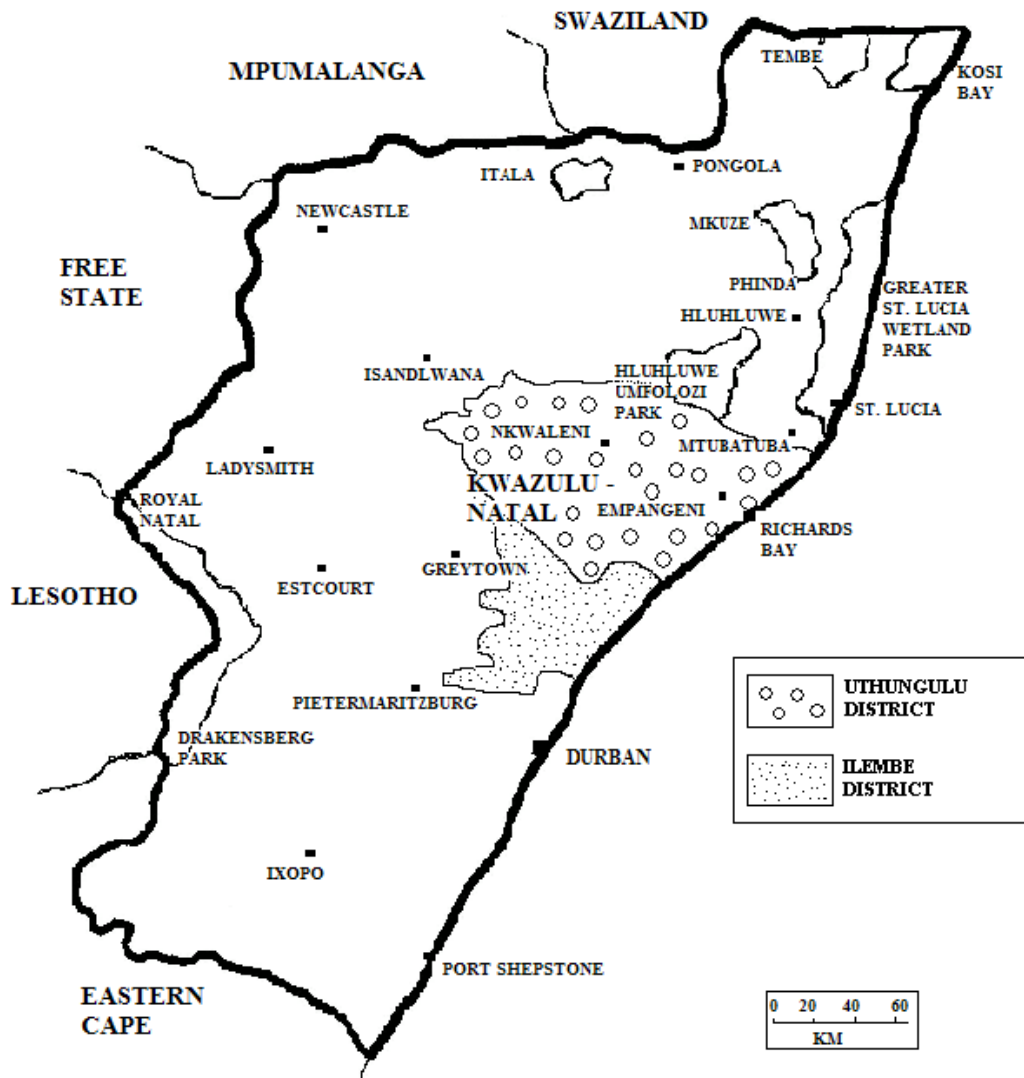 SWAZILAND
MPUMALANGA
TEMBE
KOSI
BAY
ITALA
PONGOLA
NEWCASTLE
MKUZE
FREE
STATE
PHINDA
GREATER
ST. LUCIA
WETLAND
PARK
HLUHLUWE
ISANDLWANA
HLUHLUWE
UMFOLOZI
PARK
ST. LUCIA
NKWALENI
MTUBATUBA
LADYSMITH
KWAZULU -
NATAL
ROYAL
NATAL
EMPANGENI
RICHARDS
BAY
GREYTOWN
ESTCOURT
LESOTHO
PIETERMARITZBURG
DRAKENSBERG
PARK
DURBAN
UTHUNGULU
DISTRICT
ILEMBE
DISTRICT
IXOPO
PORT SHEPSTONE
EASTERN
CAPE
0 20 40 60
KM